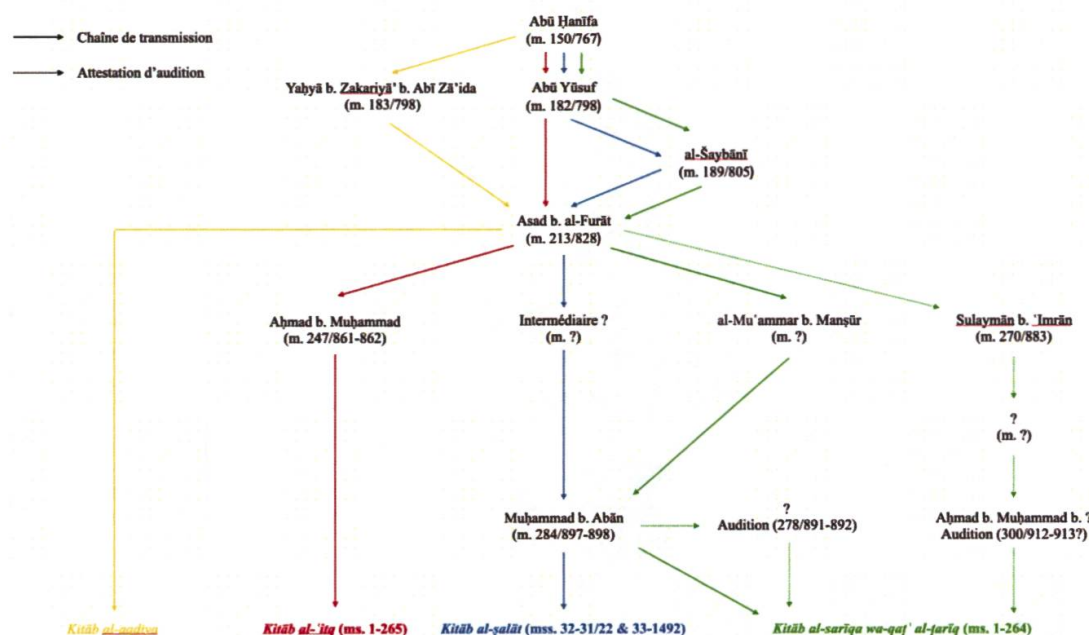 Abū Ḥanīfa
(m. 150/767)
Chaîne de transmission
Attestation d'audition
Yaḥyā b. Zakariyā' b. Abī Zā'ida
(m. 183/798)
Abū Yūsuf
(m. 182/798)
al-Šaybānī
(m. 189/805)
Asad b. al-Furāt
(m. 213/828)
Aḥmad b. Muḥammad
(m. 247/861-862)
Intermédiaire ?
(m. ?)
al-Mu'ammar b. Manṣūr
(m. ?)
Sulaymān b. 'Imrān
(m. 270/883)
?
(m. ?)
Muḥammad b. Abān
(m. 284/897-898)
?
Audition (278/891-892)
Aḥmad b. Muḥammad b. ?
Audition (300/912-913?)
Kitāb al-aqḍiya
Kitāb al-'itq (ms. 1-265)
Kitāb al-ṣalāt (mss. 32-31/22 & 33-1492)
Kitāb al-sariqa wa-qaṭ' al-ṭarīq (ms. 1-264)